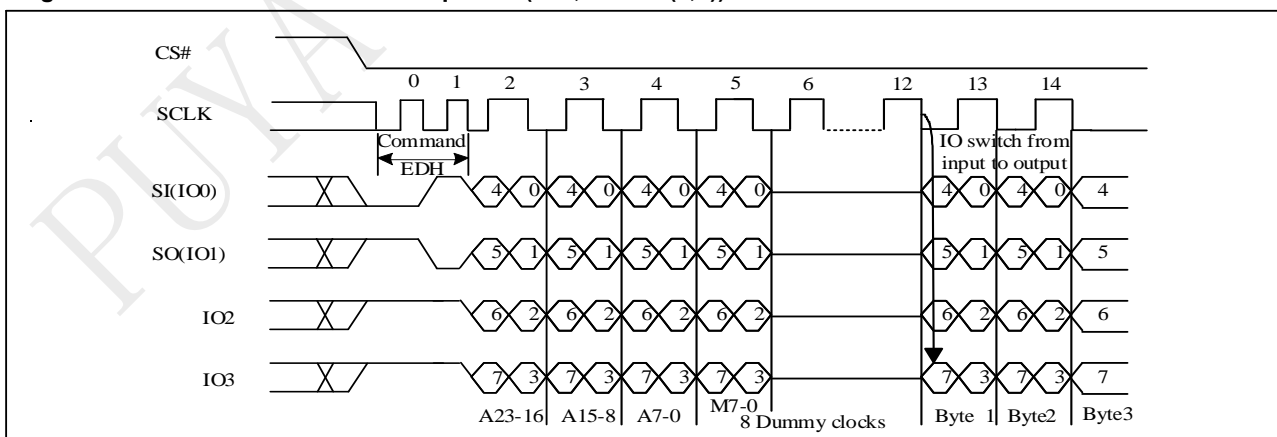 CS#
0 1 2 3 4 5 6 12 13 14
SCLK
Command
EDH
IO switch from
input to output
SI(IO0) 4 0 4 0 4 0 4 0 4 0 4 0 4
SO(IO1) 5 1 5 1 5 1 5 1 5 1 5 1 5
IO2 6 2 6 2 6 2 6 2 6 2 6 2 6
IO3 7 3 7 3 7 3 7 3 7 3 7 3 7
A23-16 A15-8 A7-0 M7-0 8 Dummy clocks Byte 1 Byte2 Byte3
PUYA